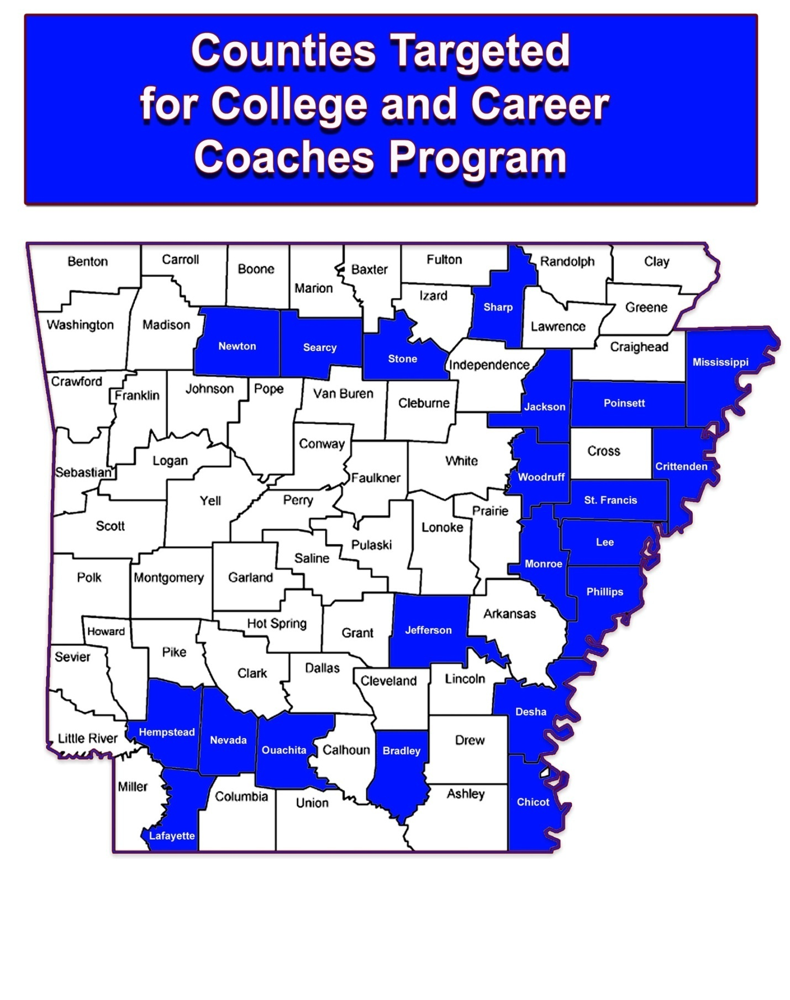 Counties Targeted
for College and Career
Coaches Program
Benton
Carroll
Boone
Marion
Baxter
Fulton
Randolph
Clay
Izard
Sharp
Greene
Washington
Madison
Lawrence
Newton
Searcy
Stone
Craighead
Independence
Mississippi
Crawford
Franklin
Johnson
Pope
Van Buren
Cleburne
Jackson
Poinsett
Conway
Cross
Logan
White
Sebastian
Faulkner
Woodruff
Crittenden
Yell
Perry
St. Francis
Prairie
Scott
Lonoke
Pulaski
Lee
Saline
Monroe
Polk
Montgomery
Garland
Phillips
Arkansas
Howard
Hot Spring
Grant
Jefferson
Pike
Sevier
Dallas
Clark
Cleveland
Lincoln
Desha
Hempstead
Little River
Nevada
Drew
Ouachita
Calhoun
Bradley
Miller
Columbia
Union
Ashley
Chicot
Lafayette